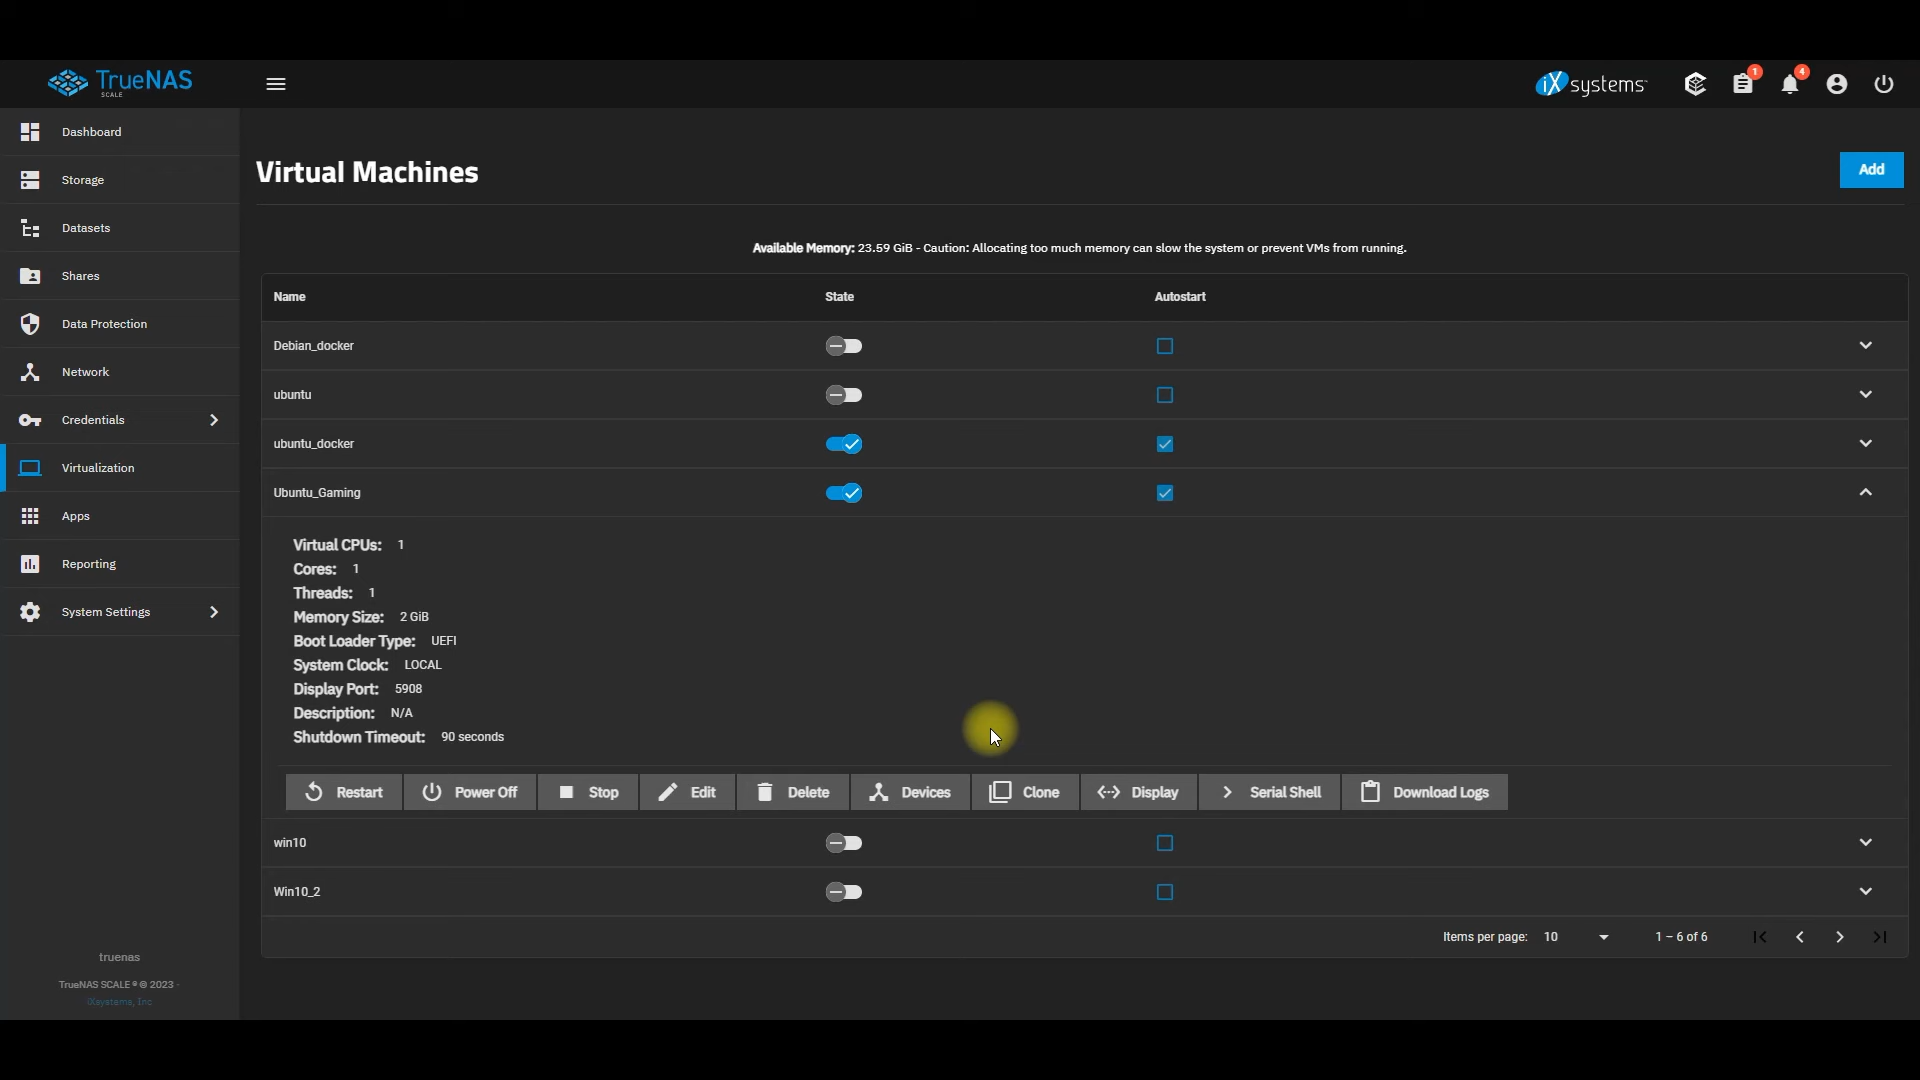 TrueNAS
SCALE
iXsystems
1
4
Dashboard
Storage
Datasets
Shares
Data Protection
Network
Credentials
Virtualization
Apps
Reporting
System Settings
truenas
TrueNAS SCALE ® © 2023 -
iXsystems, Inc
Virtual Machines
Add
Available Memory: 23.59 GiB - Caution: Allocating too much memory can slow the system or prevent VMs from running.
Name State Autostart
Debian_docker
ubuntu
ubuntu_docker
Ubuntu_Gaming
Virtual CPUs: 1
Cores: 1
Threads: 1
Memory Size: 2 GiB
Boot Loader Type: UEFI
System Clock: LOCAL
Display Port: 5908
Description: N/A
Shutdown Timeout: 90 seconds
Restart Power Off Stop Edit Delete Devices Clone Display Serial Shell Download Logs
win10
Win10_2
Items per page: 10 1 – 6 of 6